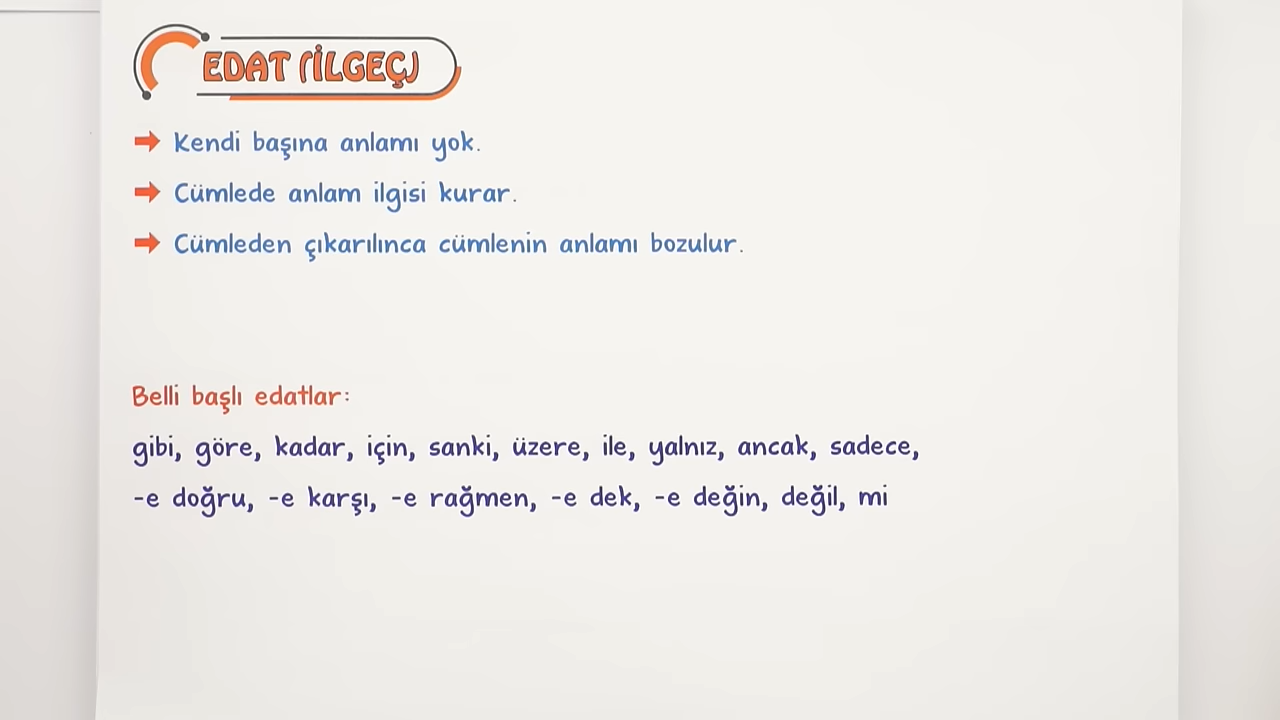 EDAT (İLGEÇ)
Kendi başına anlamı yok.
Cümlede anlam ilgisi kurar.
Cümleden çıkarılınca cümlenin anlamı bozulur.
Belli başlı edatlar:
gibi, göre, kadar, için, sanki, üzere, ile, yalnız, ancak, sadece,
-e doğru, -e karşı, -e rağmen, -e dek, -e değin, değil, mi